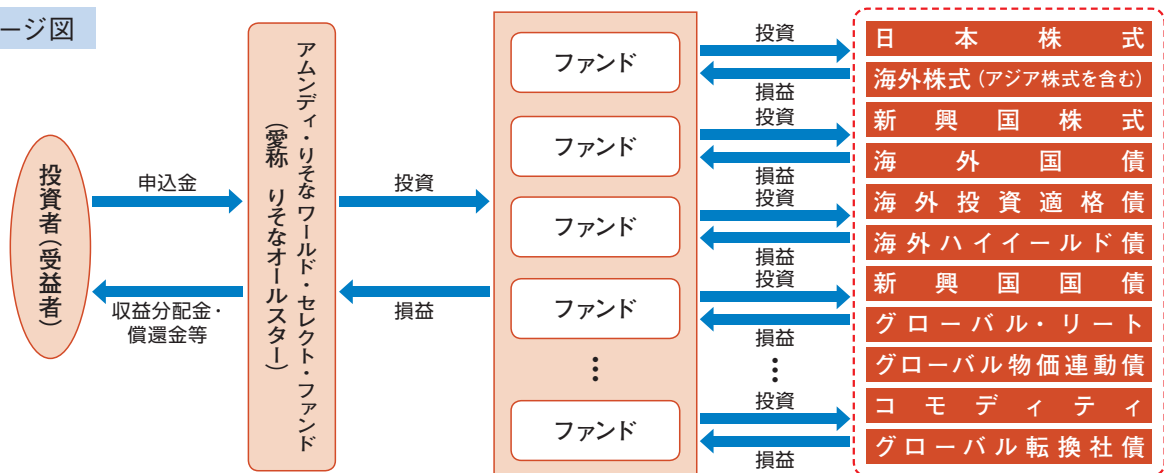 ージ図
投資者(受益者)
申込金
収益分配金・
償還金等
アムンディ・りそなワールド・セレクト・ファンド
(愛称 りそなオールスター)
投資
損益
ファンド
ファンド
ファンド
ファンド
⋮
ファンド
投資
損益
投資
損益
投資
損益
投資
損益
⋮
投資
損益
日本株式
海外株式(アジア株式を含む)
新興国株式
海外国債
海外投資適格債
海外ハイイールド債
新興国国債
グローバル・リート
グローバル物価連動債
コモディティ
グローバル転換社債